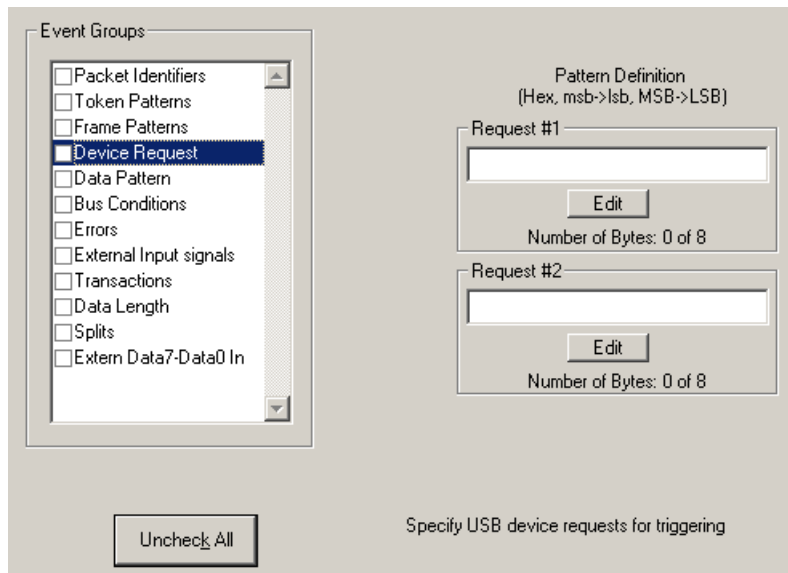 Event Groups
Packet Identifiers
Token Patterns
Frame Patterns
Device Request
Data Pattern
Bus Conditions
Errors
External Input signals
Transactions
Data Length
Splits
Extern Data7-Data0 In
Uncheck All
Pattern Definition
(Hex, msb->lsb, MSB->LSB)
Request #1
Edit
Number of Bytes: 0 of 8
Request #2
Edit
Number of Bytes: 0 of 8
Specify USB device requests for triggering